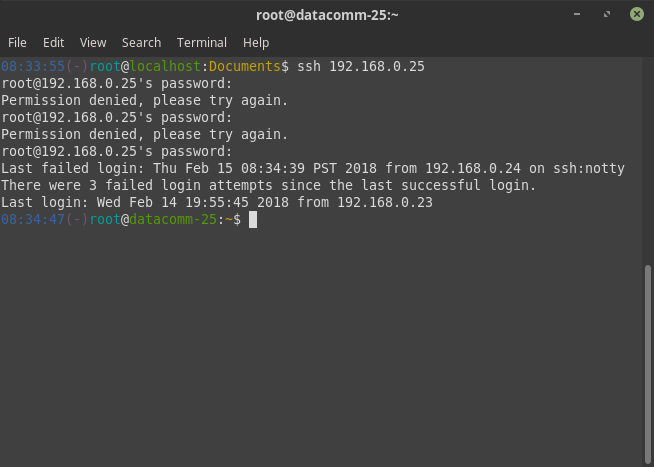 root@datacomm-25:~
File Edit View Search Terminal Help
08:33:55(-)root@localhost:Documents$ ssh 192.168.0.25
root@192.168.0.25's password:
Permission denied, please try again.
root@192.168.0.25's password:
Permission denied, please try again.
root@192.168.0.25's password:
Last failed login: Thu Feb 15 08:34:39 PST 2018 from 192.168.0.24 on ssh:notty
There were 3 failed login attempts since the last successful login.
Last login: Wed Feb 14 19:55:45 2018 from 192.168.0.23
08:34:47(-)root@datacomm-25:~$